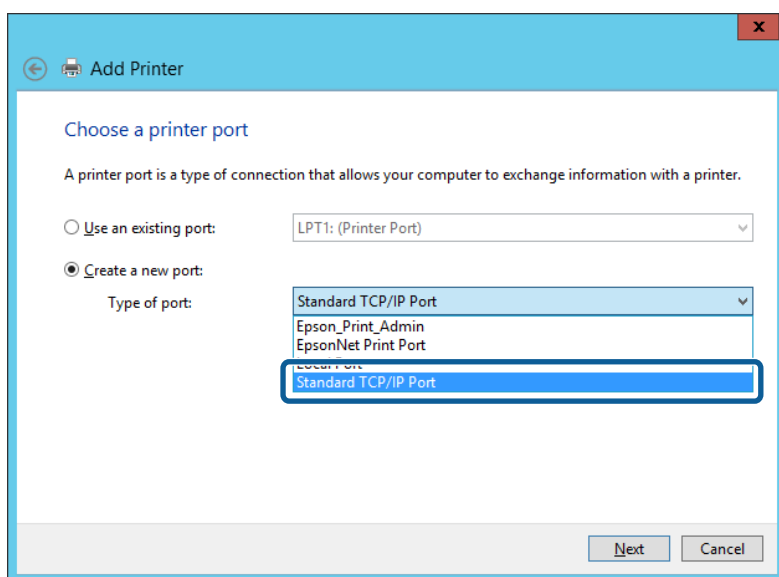 x
Add Printer
Choose a printer port
A printer port is a type of connection that allows your computer to exchange information with a printer.
Use an existing port: LPT1: (Printer Port)
Create a new port:
Type of port: Standard TCP/IP Port
Epson_Print_Admin
EpsonNet Print Port
Local Port
Standard TCP/IP Port
Next Cancel